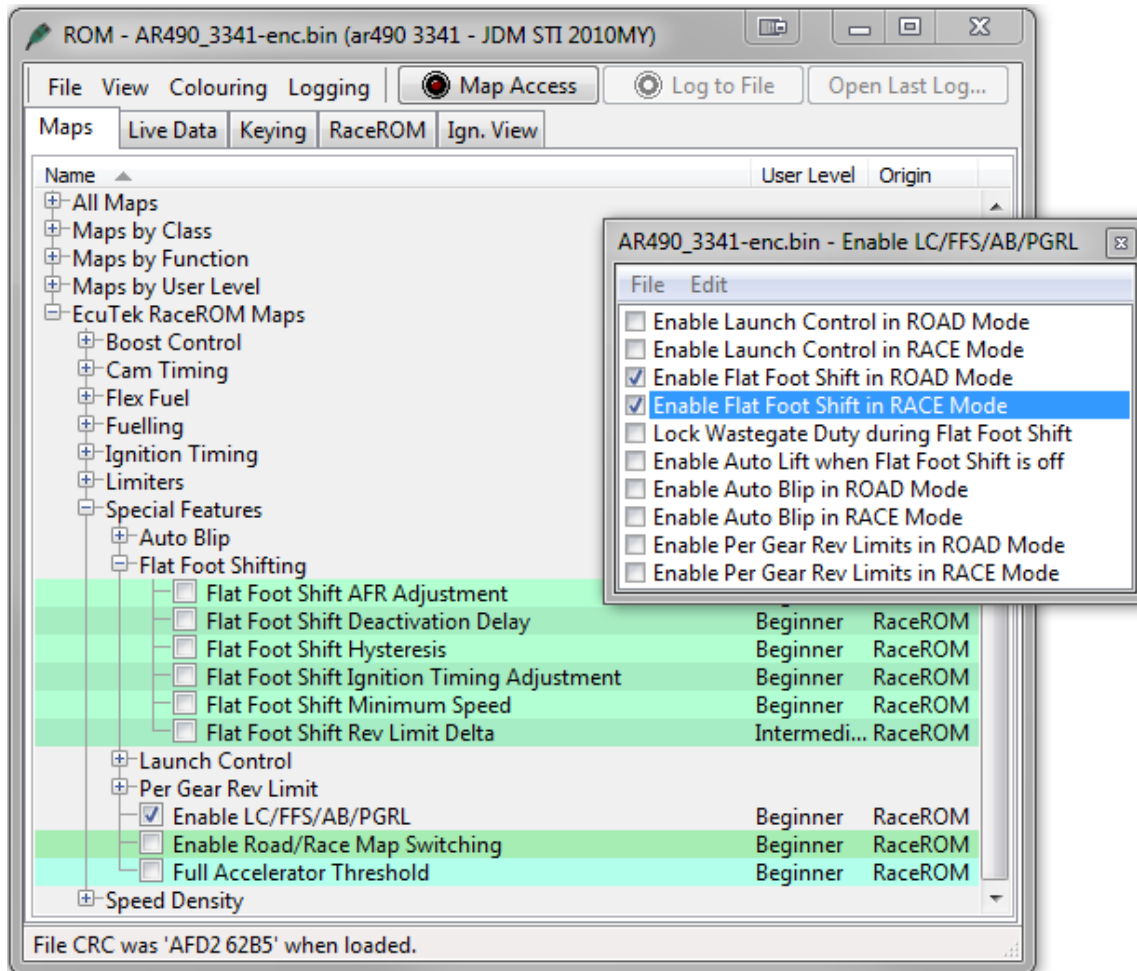 ROM - AR490_3341-enc.bin (ar490 3341 - JDM STI 2010MY)
File View Colouring Logging Map Access Log to File Open Last Log...
Maps Live Data Keying RaceROM Ign. View
Name User Level Origin
All Maps
Maps by Class
Maps by Function
Maps by User Level
EcuTek RaceROM Maps
Boost Control
Cam Timing
Flex Fuel
Fuelling
Ignition Timing
Limiters
Special Features
Auto Blip
Flat Foot Shifting
Flat Foot Shift AFR Adjustment
Flat Foot Shift Deactivation Delay Beginner RaceROM
Flat Foot Shift Hysteresis Beginner RaceROM
Flat Foot Shift Ignition Timing Adjustment Beginner RaceROM
Flat Foot Shift Minimum Speed Beginner RaceROM
Flat Foot Shift Rev Limit Delta Intermedi... RaceROM
Launch Control
Per Gear Rev Limit
Enable LC/FFS/AB/PGRL Beginner RaceROM
Enable Road/Race Map Switching Beginner RaceROM
Full Accelerator Threshold Beginner RaceROM
Speed Density
File CRC was 'AFD2 62B5' when loaded.
AR490_3341-enc.bin - Enable LC/FFS/AB/PGRL
File Edit
Enable Launch Control in ROAD Mode
Enable Launch Control in RACE Mode
Enable Flat Foot Shift in ROAD Mode
Enable Flat Foot Shift in RACE Mode
Lock Wastegate Duty during Flat Foot Shift
Enable Auto Lift when Flat Foot Shift is off
Enable Auto Blip in ROAD Mode
Enable Auto Blip in RACE Mode
Enable Per Gear Rev Limits in ROAD Mode
Enable Per Gear Rev Limits in RACE Mode